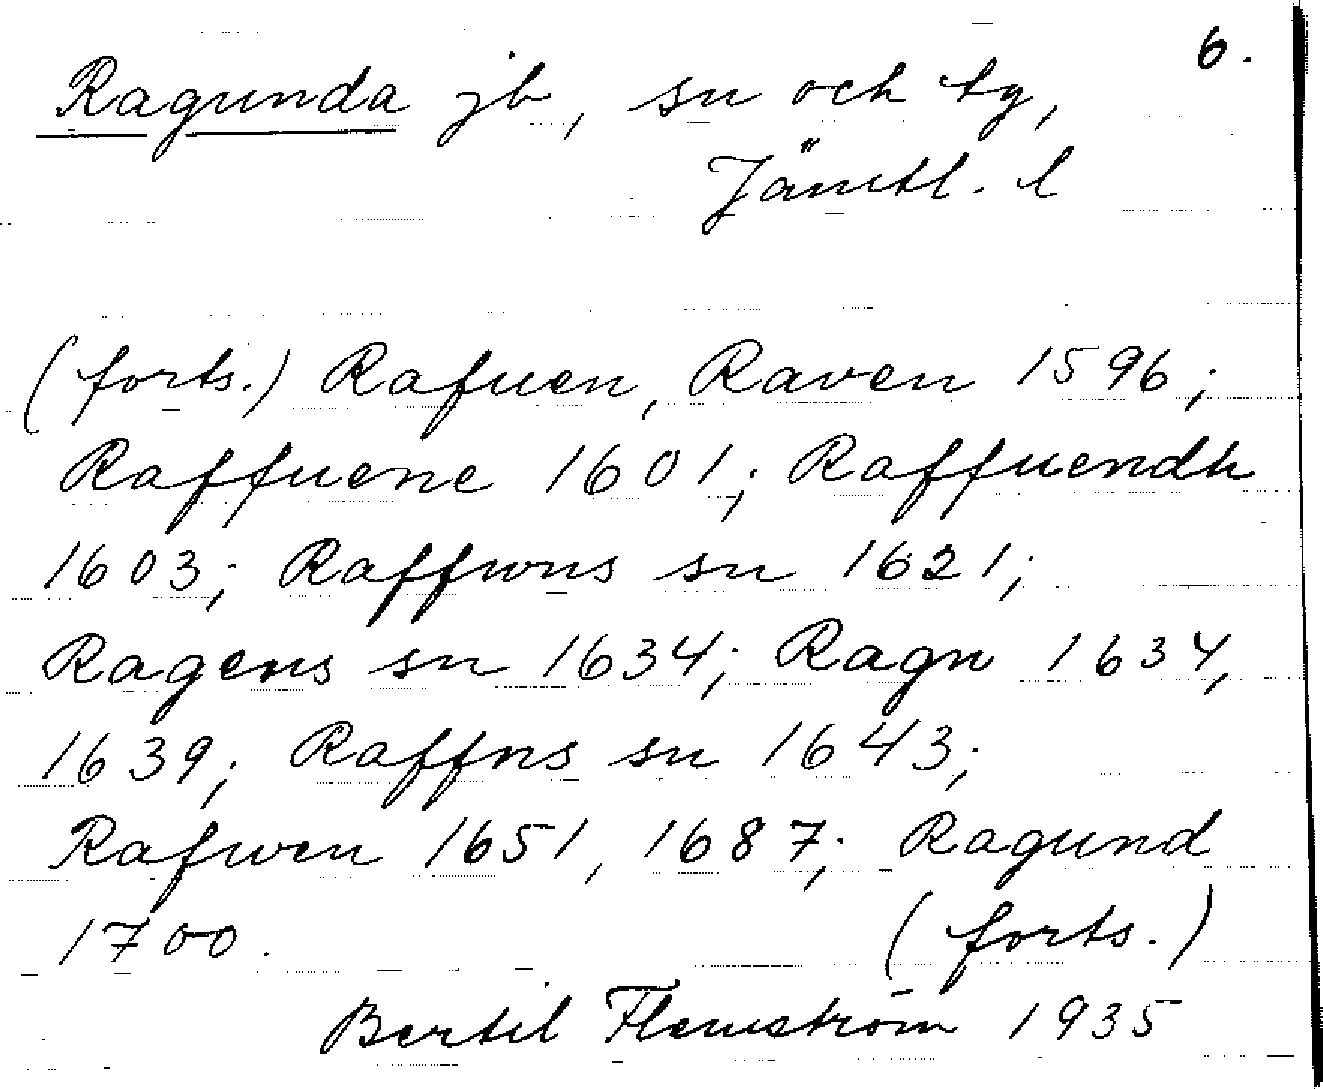 6.
Ragunda jb, sn och tg,
Jämtl. l
(forts.) Rafuen, Raven 1596;
Raffuene 1601; Raffuendh
1603; Raffwns sn 1621;
Ragens sn 1634; Ragn 1634,
1639; Raffns sn 1643;
Rafwen 1651, 1687; Ragund
1700. (forts.)
Bertil Flemström 1935